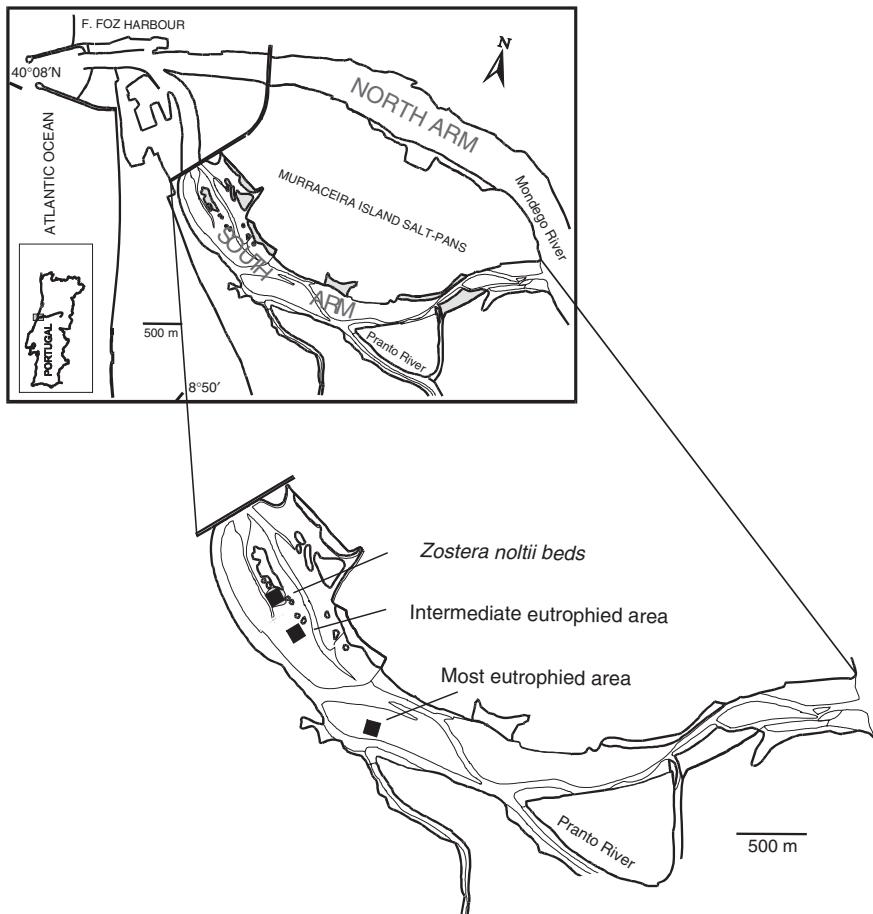 F. FOZ HARBOUR
N
40°08′N
NORTH ARM
ATLANTIC OCEAN
MURRACEIRA ISLAND SALT-PANS
Mondego River
SOUTH
ARM
PORTUGAL
500 m
Pranto River
8°50′
Zostera noltii beds
Intermediate eutrophied area
Most eutrophied area
Pranto River
500 m